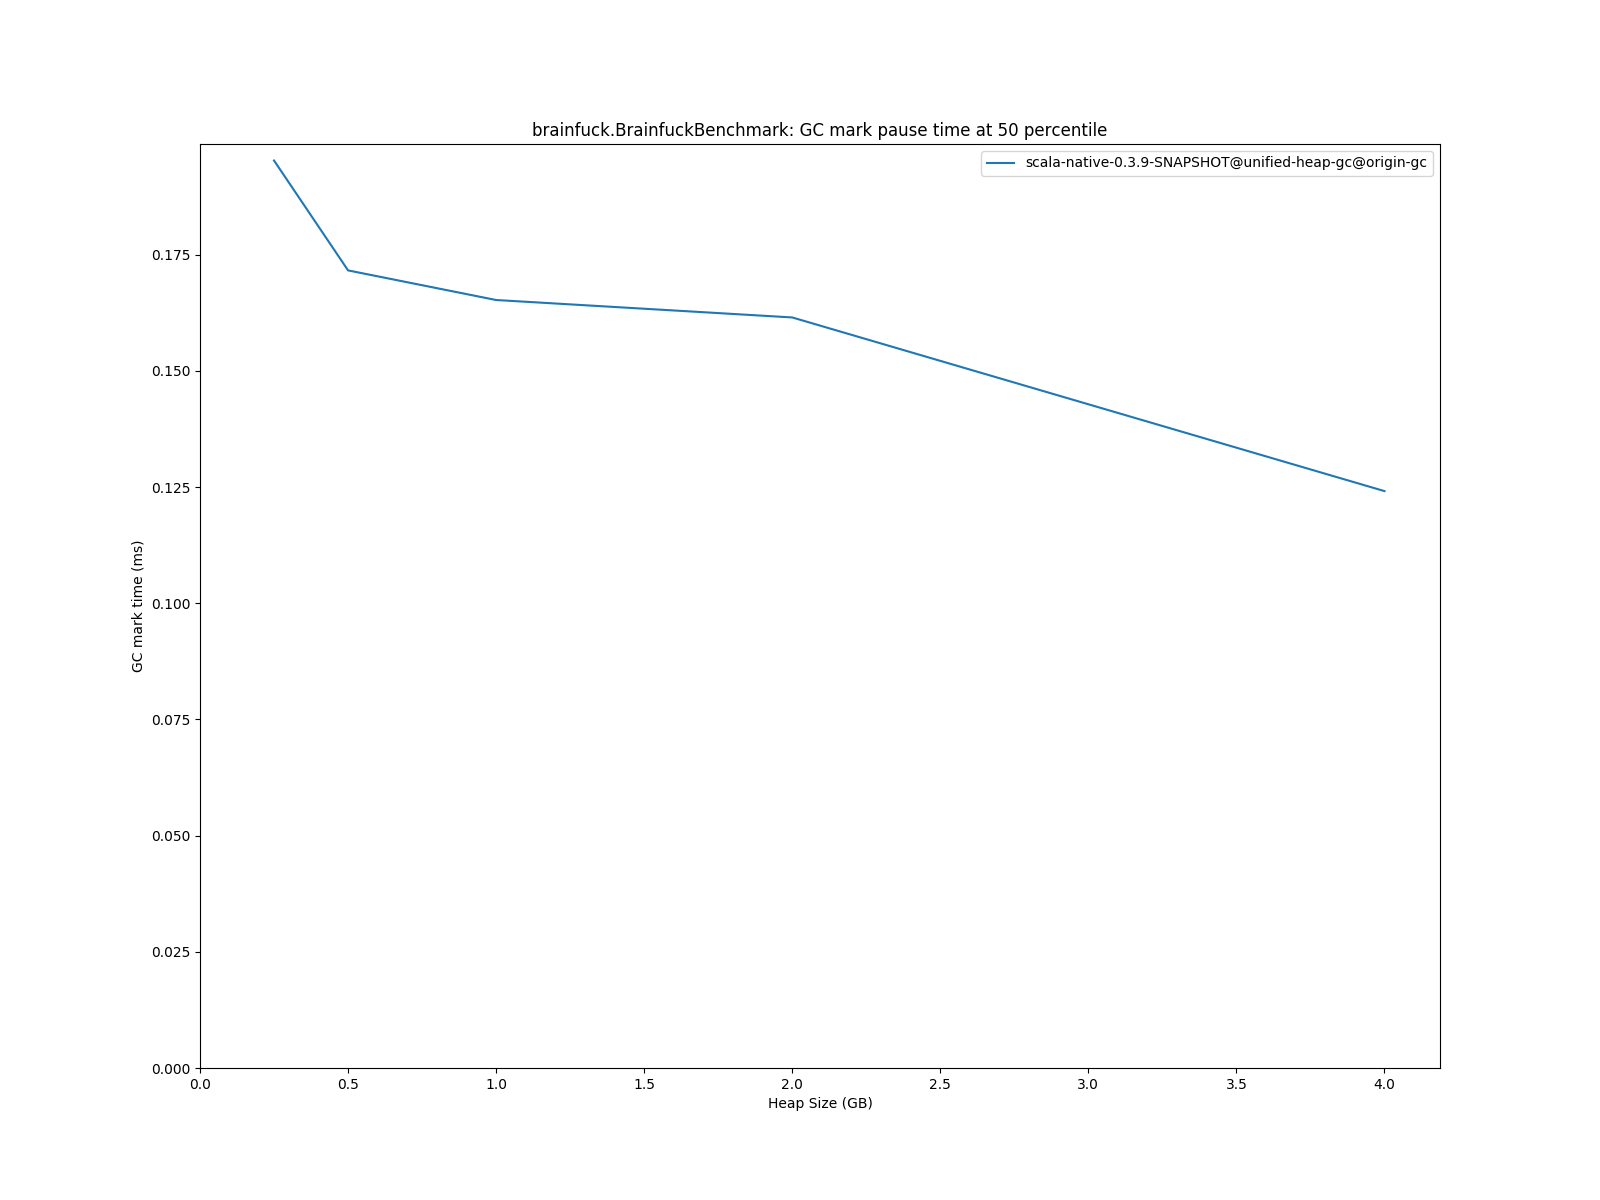 brainfuck.BrainfuckBenchmark: GC mark pause time at 50 percentile
scala-native-0.3.9-SNAPSHOT@unified-heap-gc@origin-gc
0.175
0.150
0.125
0.100
0.075
0.050
0.025
0.000
GC mark time (ms)
0.0 0.5 1.0 1.5 2.0 2.5 3.0 3.5 4.0
Heap Size (GB)